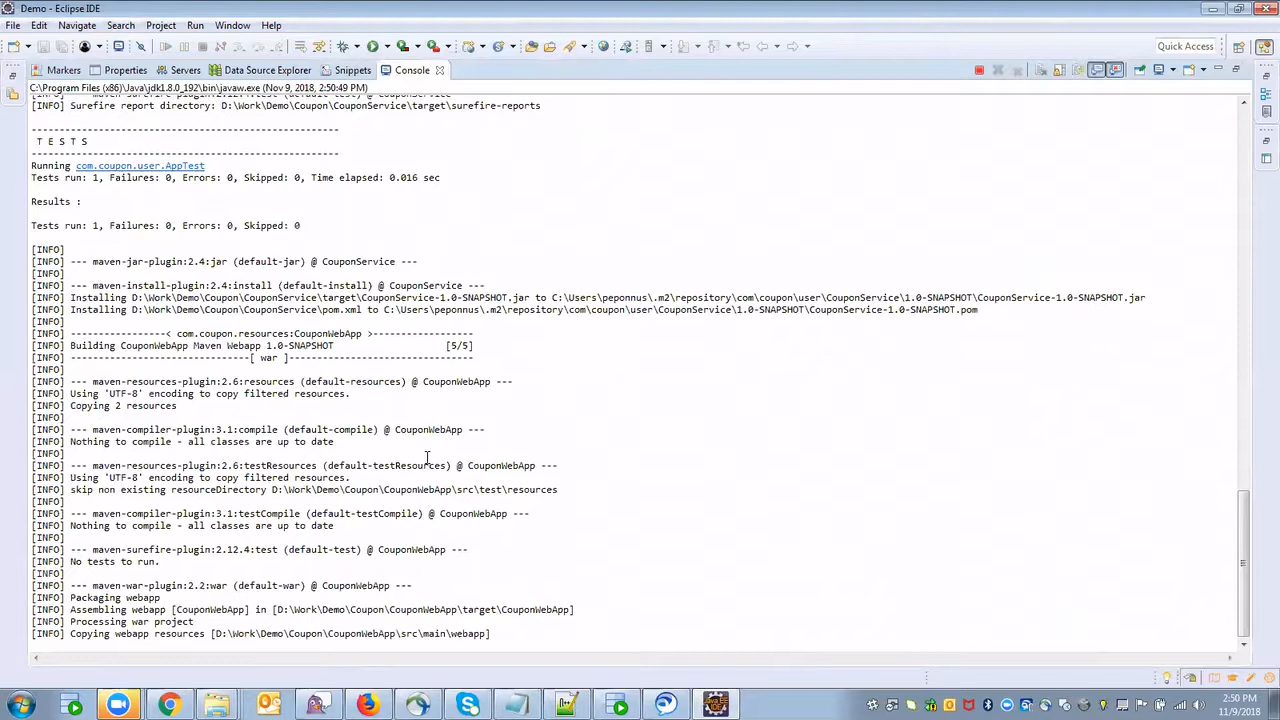 Demo - Eclipse IDE
File Edit Navigate Search Project Run Window Help
Quick Access
Markers Properties Servers Data Source Explorer Snippets Console
C:\Program Files (x86)\Java\jdk1.8.0_192\bin\javaw.exe (Nov 9, 2018, 2:50:49 PM)
[INFO] --- maven-surefire-plugin:2.12.4:test (default-test) @ CouponService ---
[INFO] Surefire report directory: D:\Work\Demo\Coupon\CouponService\target\surefire-reports
-------------------------------------------------------
T E S T S
-------------------------------------------------------
Running com.coupon.user.AppTest
Tests run: 1, Failures: 0, Errors: 0, Skipped: 0, Time elapsed: 0.016 sec
Results :
Tests run: 1, Failures: 0, Errors: 0, Skipped: 0
[INFO]
[INFO] --- maven-jar-plugin:2.4:jar (default-jar) @ CouponService ---
[INFO]
[INFO] --- maven-install-plugin:2.4:install (default-install) @ CouponService ---
[INFO] Installing D:\Work\Demo\Coupon\CouponService\target\CouponService-1.0-SNAPSHOT.jar to C:\Users\peponnus\.m2\repository\com\coupon\user\CouponService\1.0-SNAPSHOT\CouponService-1.0-SNAPSHOT.jar
[INFO] Installing D:\Work\Demo\Coupon\CouponService\pom.xml to C:\Users\peponnus\.m2\repository\com\coupon\user\CouponService\1.0-SNAPSHOT\CouponService-1.0-SNAPSHOT.pom
[INFO]
[INFO] -----------------< com.coupon.resources:CouponWebApp >------------------
[INFO] Building CouponWebApp Maven Webapp 1.0-SNAPSHOT [5/5]
[INFO] --------------------------------[ war ]---------------------------------
[INFO]
[INFO] --- maven-resources-plugin:2.6:resources (default-resources) @ CouponWebApp ---
[INFO] Using 'UTF-8' encoding to copy filtered resources.
[INFO] Copying 2 resources
[INFO]
[INFO] --- maven-compiler-plugin:3.1:compile (default-compile) @ CouponWebApp ---
[INFO] Nothing to compile - all classes are up to date
[INFO]
[INFO] --- maven-resources-plugin:2.6:testResources (default-testResources) @ CouponWebApp ---
[INFO] Using 'UTF-8' encoding to copy filtered resources.
[INFO] skip non existing resourceDirectory D:\Work\Demo\Coupon\CouponWebApp\src\test\resources
[INFO]
[INFO] --- maven-compiler-plugin:3.1:testCompile (default-testCompile) @ CouponWebApp ---
[INFO] Nothing to compile - all classes are up to date
[INFO]
[INFO] --- maven-surefire-plugin:2.12.4:test (default-test) @ CouponWebApp ---
[INFO] No tests to run.
[INFO]
[INFO] --- maven-war-plugin:2.2:war (default-war) @ CouponWebApp ---
[INFO] Packaging webapp
[INFO] Assembling webapp [CouponWebApp] in [D:\Work\Demo\Coupon\CouponWebApp\target\CouponWebApp]
[INFO] Processing war project
[INFO] Copying webapp resources [D:\Work\Demo\Coupon\CouponWebApp\src\main\webapp]
2:50 PM
11/9/2018